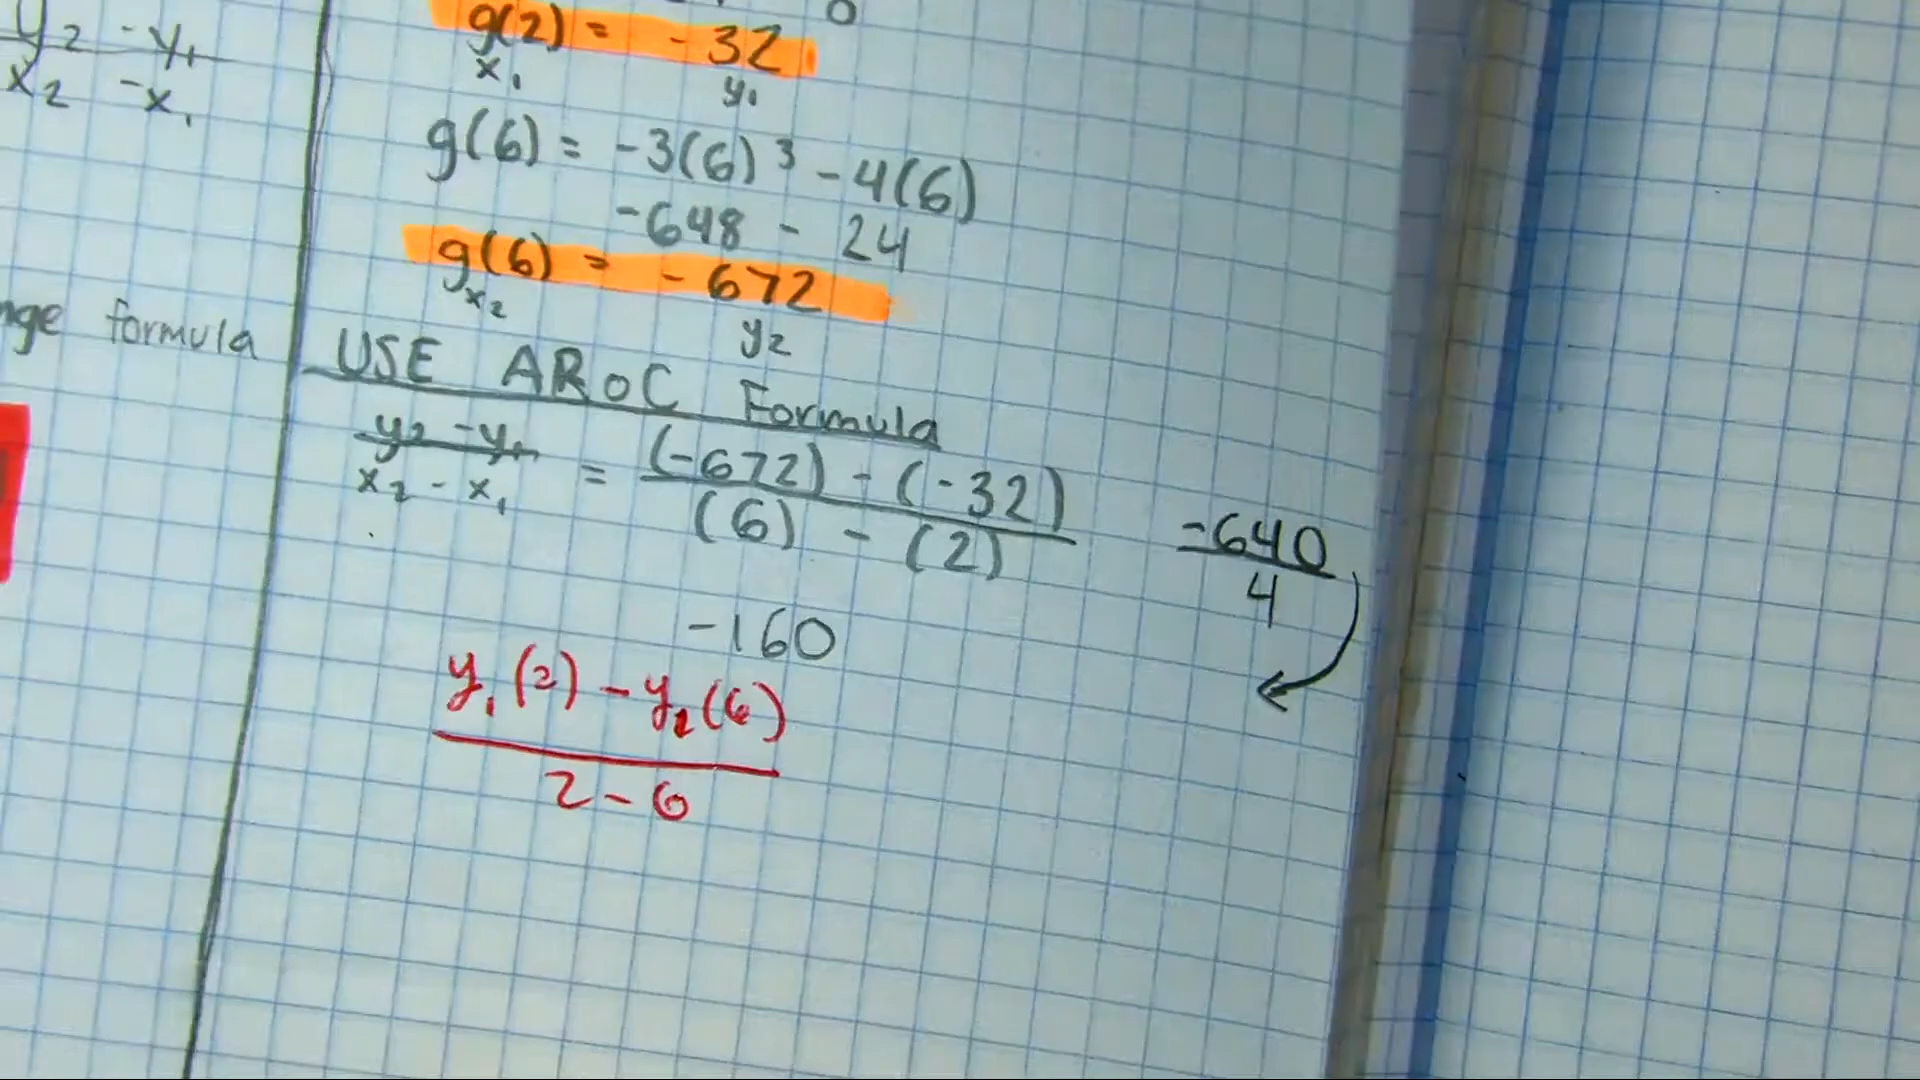 y₂ - y₁
x₂ - x₁
formula
g(2) = - 32
x₁ y₁
g(6) = -3(6)³ - 4(6)
-648 - 24
g(6) = - 672
x₂ y₂
USE AROC Formula
y₂ - y₁ = (-672) - (-32)
x₂ - x₁ (6) - (2)
-640
4
-160
y₁(2) - y₂(6)
2 - 6